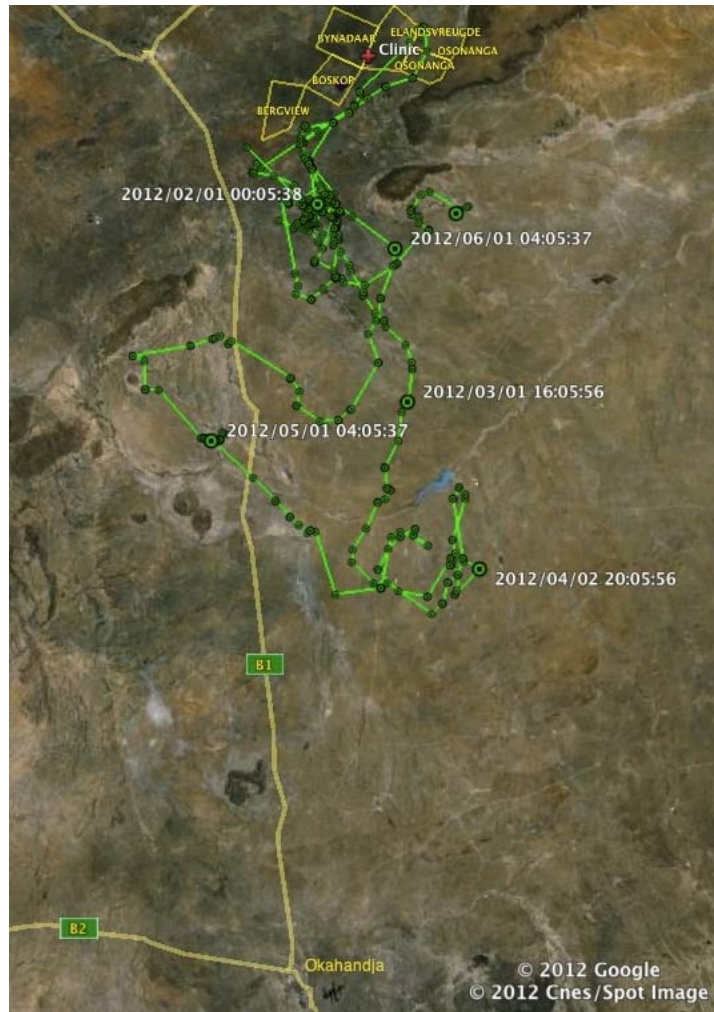 BYNADAAR
ELANDSVREUGDE
Clinic
OSONANGA
OSONANGA
BOSKOP
BERGVIEW
2012/02/01 00:05:38
2012/06/01 04:05:37
2012/03/01 16:05:56
2012/05/01 04:05:37
2012/04/02 20:05:56
B1
B2
Okahandja
© 2012 Google
© 2012 Cnes/Spot Image